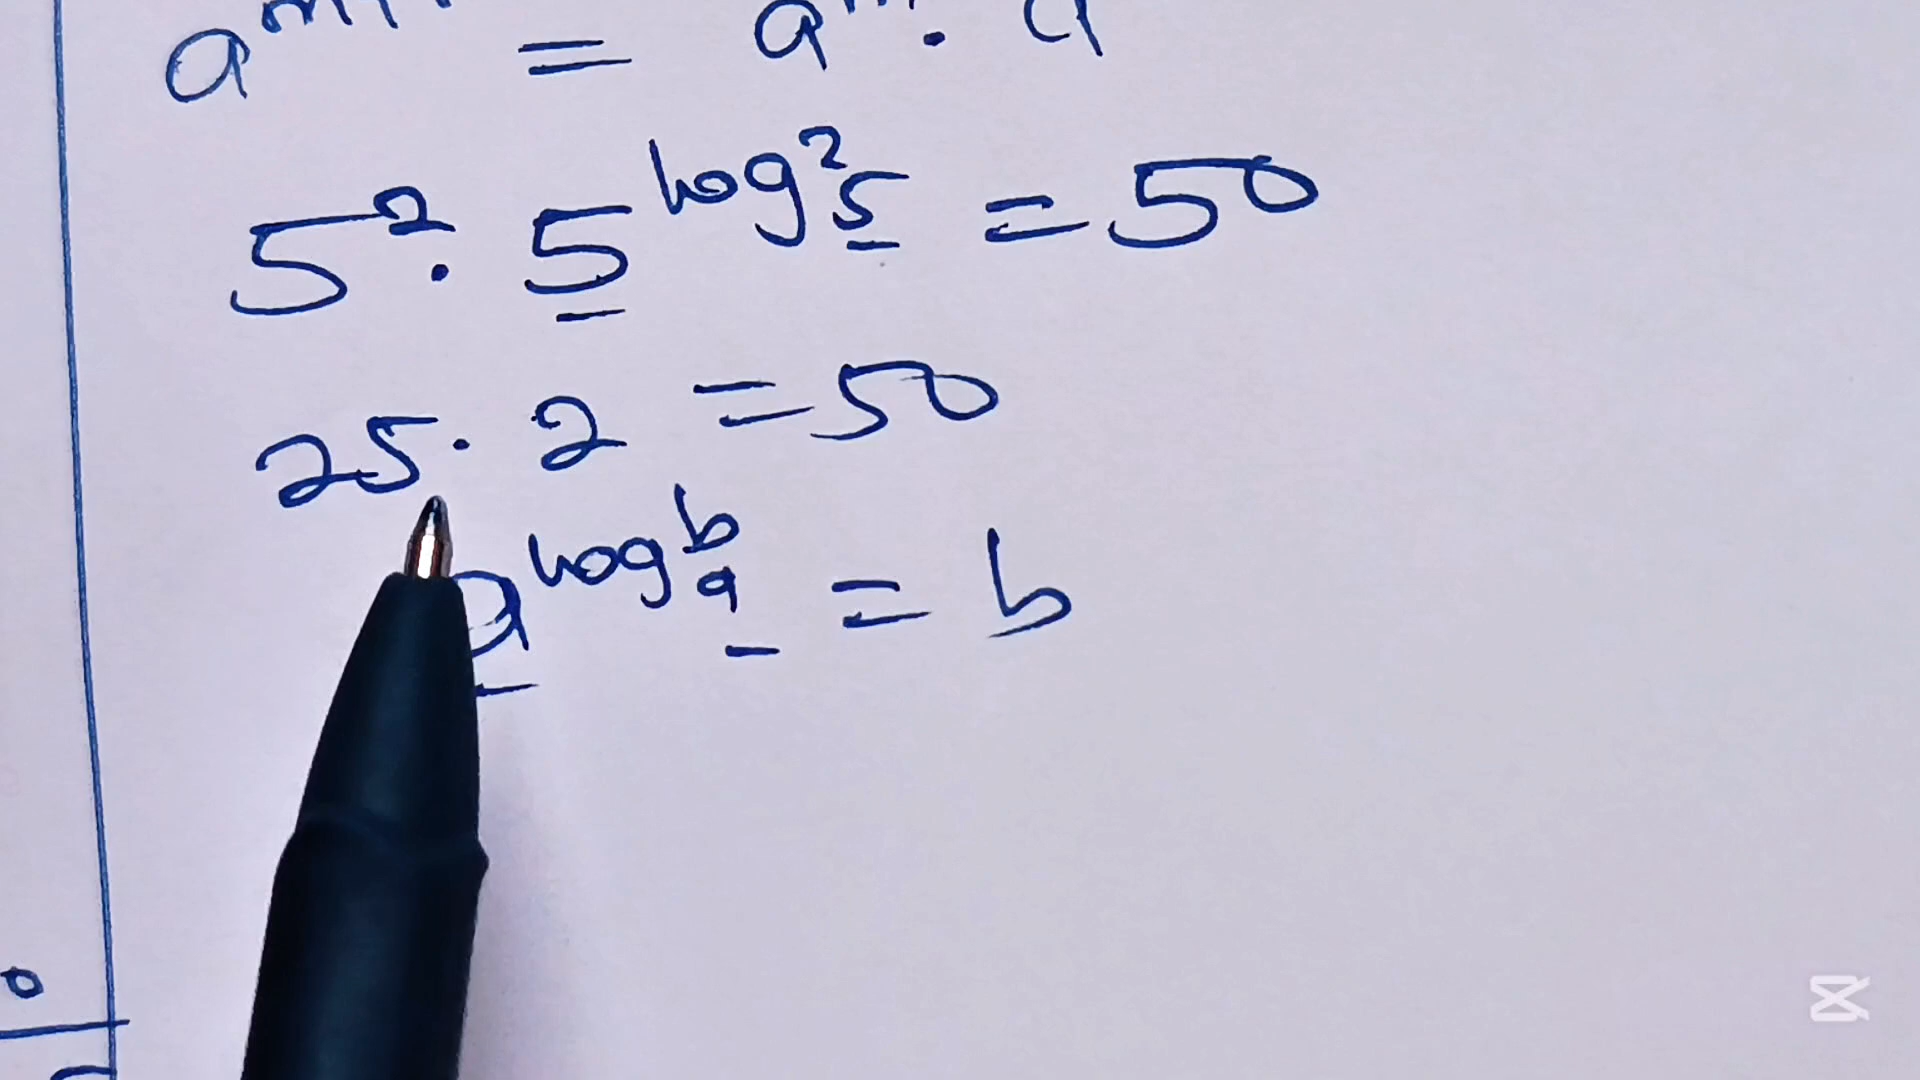 a^m+n = a^m · a
5² · 5^log₅2 = 50
25 · 2 = 50
a^logₐb = b